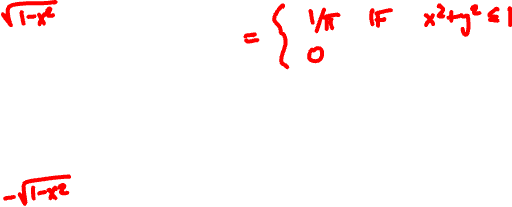 √1-x²
= { 1/π IF x²+y² ≤ 1
0
-√1-x²